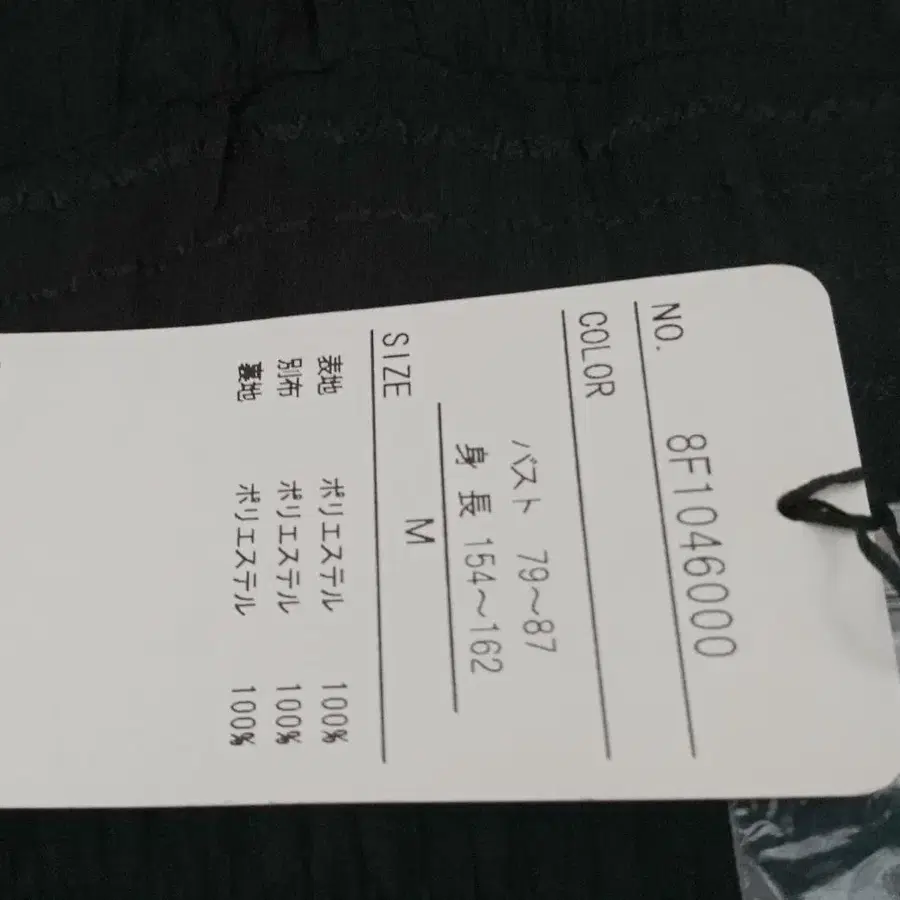 NO. 8F1046000
COLOR
バスト 79～87
身長 154～162
SIZE M
表地 ポリエステル 100%
別布 ポリエステル 100%
裏地 ポリエステル 100%